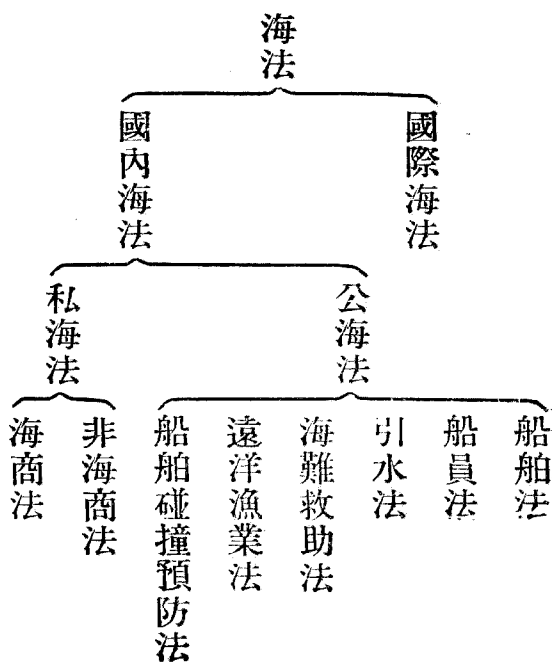 海法
國際海法
國內海法
公海法
私海法
船舶法
船員法
引水法
海難救助法
遠洋漁業法
船舶碰撞預防法
非海商法
海商法